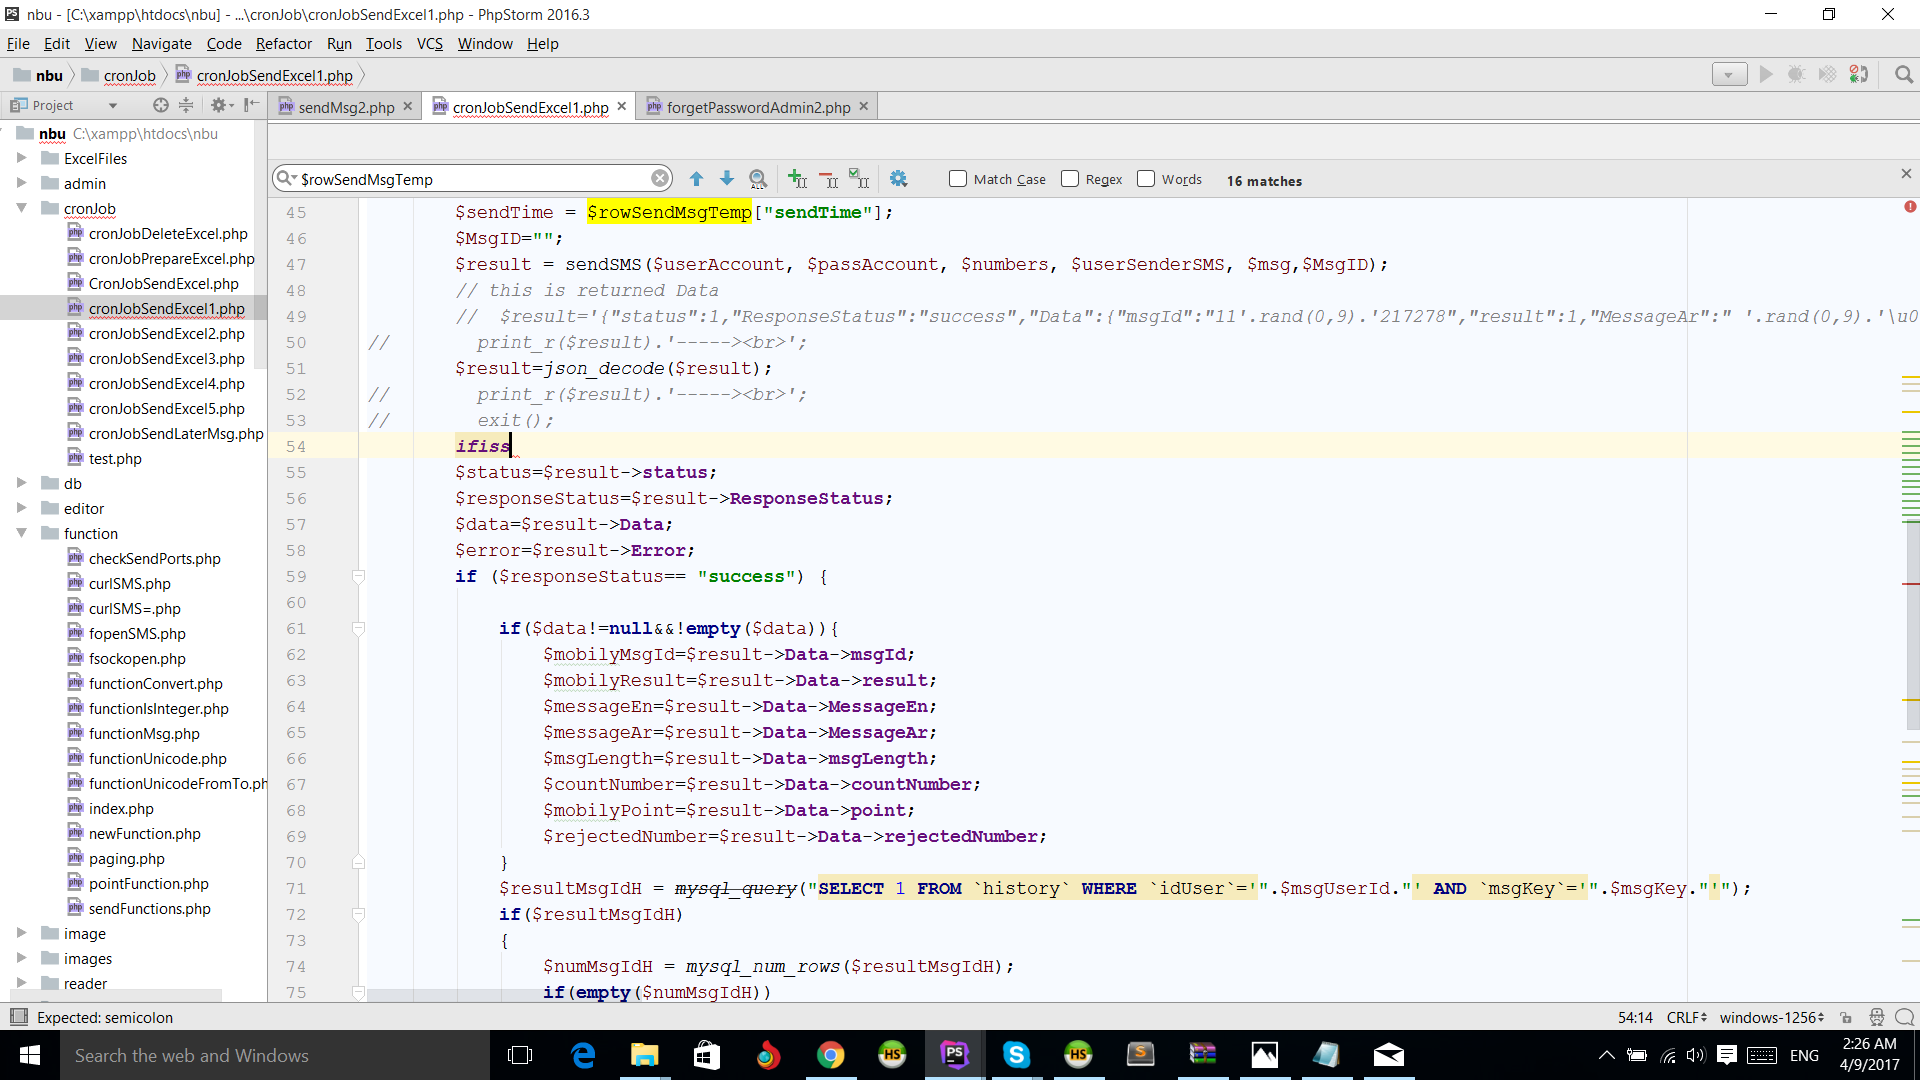 nbu - [C:\xampp\htdocs\nbu] - ...\cronJob\cronJobSendExcel1.php - PhpStorm 2016.3
File Edit View Navigate Code Refactor Run Tools VCS Window Help
nbu cronJob cronJobSendExcel1.php
Project
sendMsg2.php cronJobSendExcel1.php forgetPasswordAdmin2.php
nbu C:\xampp\htdocs\nbu
ExcelFiles
admin
cronJob
cronJobDeleteExcel.php
cronJobPrepareExcel.php
CronJobSendExcel.php
cronJobSendExcel1.php
cronJobSendExcel2.php
cronJobSendExcel3.php
cronJobSendExcel4.php
cronJobSendExcel5.php
cronJobSendLaterMsg.php
test.php
db
editor
function
checkSendPorts.php
curlSMS.php
curlSMS=.php
fopenSMS.php
fsockopen.php
functionConvert.php
functionIsInteger.php
functionMsg.php
functionUnicode.php
functionUnicodeFromTo.ph
index.php
newFunction.php
paging.php
pointFunction.php
sendFunctions.php
image
images
reader
$rowSendMsgTemp Match Case Regex Words 16 matches
45 $sendTime = $rowSendMsgTemp["sendTime"];
46 $MsgID="";
47 $result = sendSMS($userAccount, $passAccount, $numbers, $userSenderSMS, $msg,$MsgID);
48 // this is returned Data
49 // $result='{"status":1,"ResponseStatus":"success","Data":{"msgId":"11'.rand(0,9).'217278","result":1,"MessageAr":" '.rand(0,9).'\u0
50 // print_r($result).'-----><br>';
51 $result=json_decode($result);
52 // print_r($result).'-----><br>';
53 // exit();
54 ifiss
55 $status=$result->status;
56 $responseStatus=$result->ResponseStatus;
57 $data=$result->Data;
58 $error=$result->Error;
59 if ($responseStatus== "success") {
60
61 if($data!=null&&!empty($data)){
62 $mobilyMsgId=$result->Data->msgId;
63 $mobilyResult=$result->Data->result;
64 $messageEn=$result->Data->MessageEn;
65 $messageAr=$result->Data->MessageAr;
66 $msgLength=$result->Data->msgLength;
67 $countNumber=$result->Data->countNumber;
68 $mobilyPoint=$result->Data->point;
69 $rejectedNumber=$result->Data->rejectedNumber;
70 }
71 $resultMsgIdH = mysql_query("SELECT 1 FROM `history` WHERE `idUser`='".$msgUserId."' AND `msgKey`='".$msgKey."'");
72 if($resultMsgIdH)
73 {
74 $numMsgIdH = mysql_num_rows($resultMsgIdH);
75 if(empty($numMsgIdH))
Expected: semicolon 54:14 CRLF windows-1256
Search the web and Windows
ENG
2:26 AM
4/9/2017